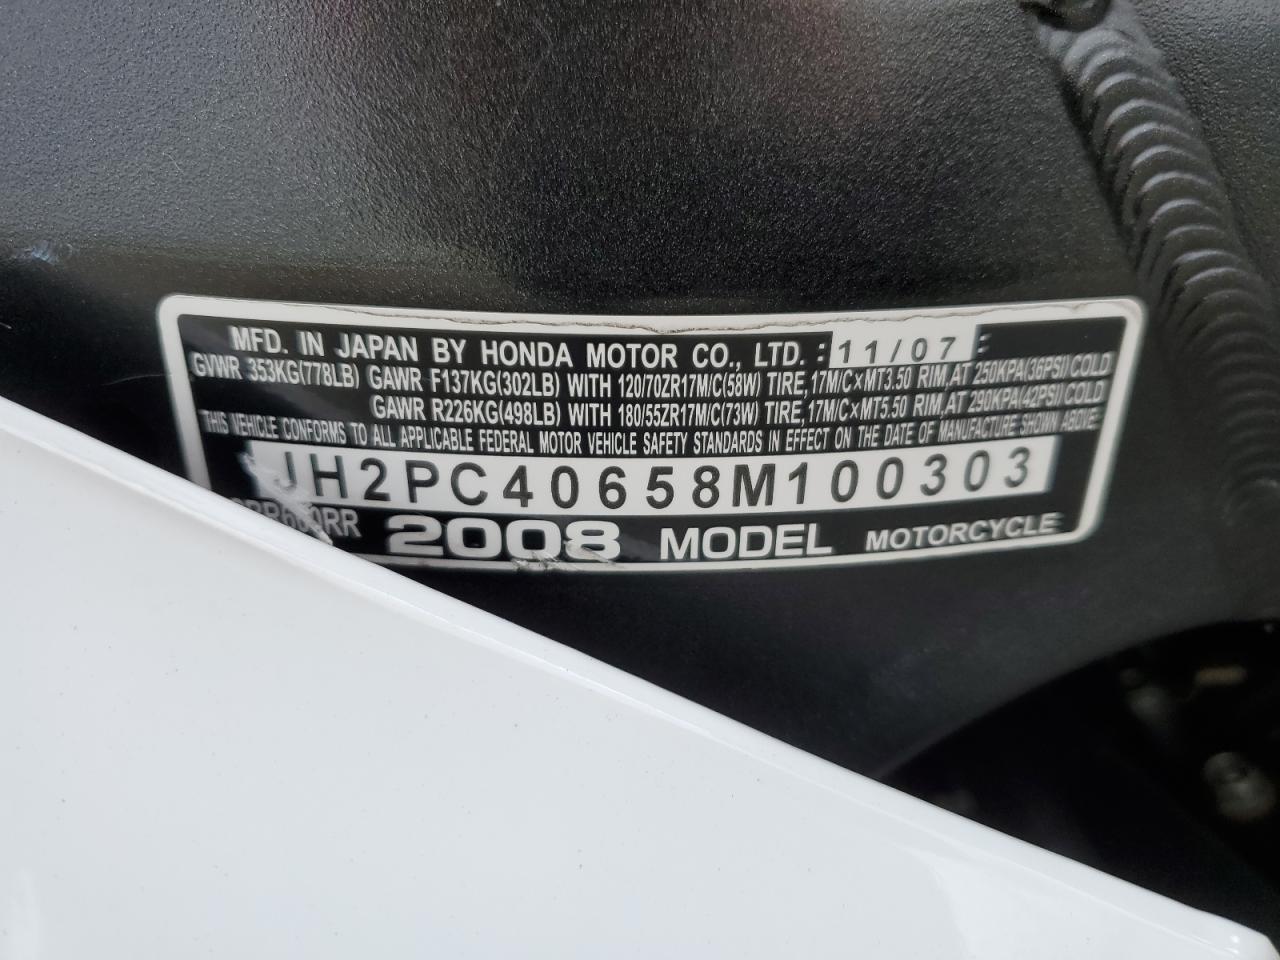 MFD. IN JAPAN BY HONDA MOTOR CO., LTD. : 11/07
GVWR 353KG(778LB) GAWR F137KG(302LB) WITH 120/70ZR17M/C(58W) TIRE, 17M/C×MT3.50 RIM, AT 250KPA(36PSI) COLD
GAWR R226KG(498LB) WITH 180/55ZR17M/C(73W) TIRE, 17M/C×MT5.50 RIM, AT 290KPA(42PSI) COLD
THIS VEHICLE CONFORMS TO ALL APPLICABLE FEDERAL MOTOR VEHICLE SAFETY STANDARDS IN EFFECT ON THE DATE OF MANUFACTURE SHOWN ABOVE.
JH2PC40658M100303
2008 MODEL MOTORCYCLE